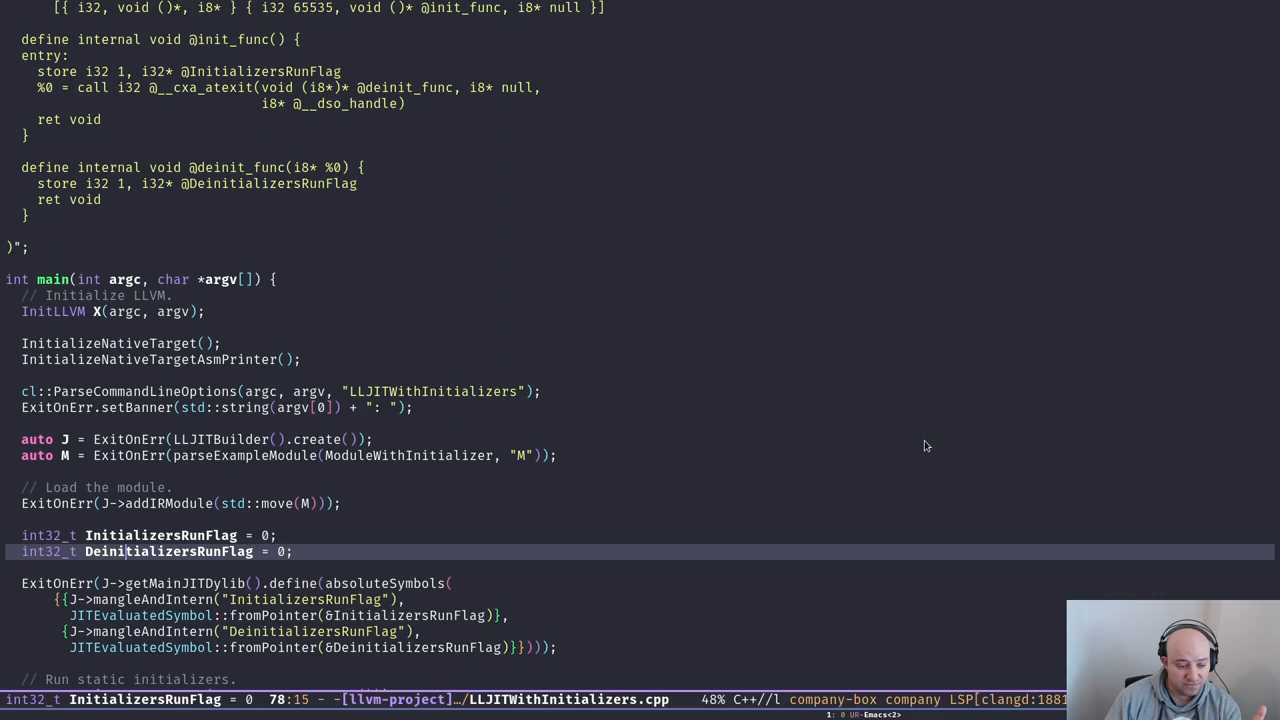 [{ i32, void ()*, i8* } { i32 65535, void ()* @init_func, i8* null }]
define internal void @init_func() {
entry:
store i32 1, i32* @InitializersRunFlag
%0 = call i32 @__cxa_atexit(void (i8*)* @deinit_func, i8* null,
i8* @__dso_handle)
ret void
}
define internal void @deinit_func(i8* %0) {
store i32 1, i32* @DeinitializersRunFlag
ret void
}
)";
int main(int argc, char *argv[]) {
// Initialize LLVM.
InitLLVM X(argc, argv);
InitializeNativeTarget();
InitializeNativeTargetAsmPrinter();
cl::ParseCommandLineOptions(argc, argv, "LLJITWithInitializers");
ExitOnErr.setBanner(std::string(argv[0]) + ": ");
auto J = ExitOnErr(LLJITBuilder().create());
auto M = ExitOnErr(parseExampleModule(ModuleWithInitializer, "M"));
// Load the module.
ExitOnErr(J->addIRModule(std::move(M)));
int32_t InitializersRunFlag = 0;
int32_t DeinitializersRunFlag = 0;
ExitOnErr(J->getMainJITDylib().define(absoluteSymbols(
{{J->mangleAndIntern("InitializersRunFlag"),
JITEvaluatedSymbol::fromPointer(&InitializersRunFlag)},
{J->mangleAndIntern("DeinitializersRunFlag"),
JITEvaluatedSymbol::fromPointer(&DeinitializersRunFlag)}})));
// Run static initializers.
int32_t InitializersRunFlag = 0 78:15 - -[llvm-project]…/LLJITWithInitializers.cpp 48% C++//l company-box company LSP[clangd:1881
1: 0 UR-Emacs<2>